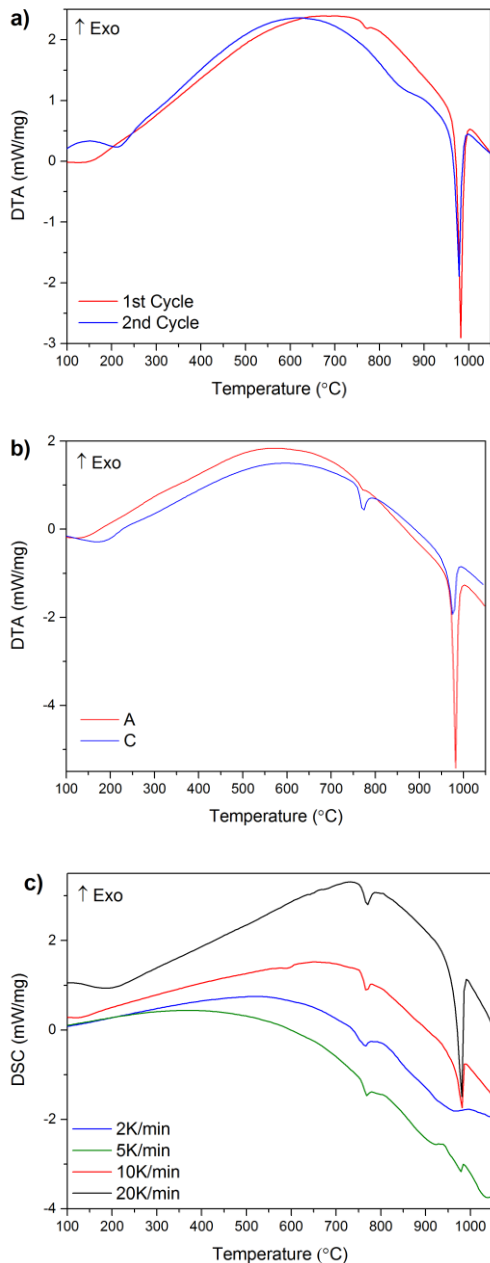 a)
↑ Exo
2
1
0
-1
-2
-3
DTA (mW/mg)
1st Cycle
2nd Cycle
100 200 300 400 500 600 700 800 900 1000
Temperature (°C)
b)
↑ Exo
2
0
-2
-4
DTA (mW/mg)
A
C
100 200 300 400 500 600 700 800 900 1000
Temperature (°C)
c)
↑ Exo
2
0
-2
-4
DSC (mW/mg)
2K/min
5K/min
10K/min
20K/min
100 200 300 400 500 600 700 800 900 1000
Temperature (°C)